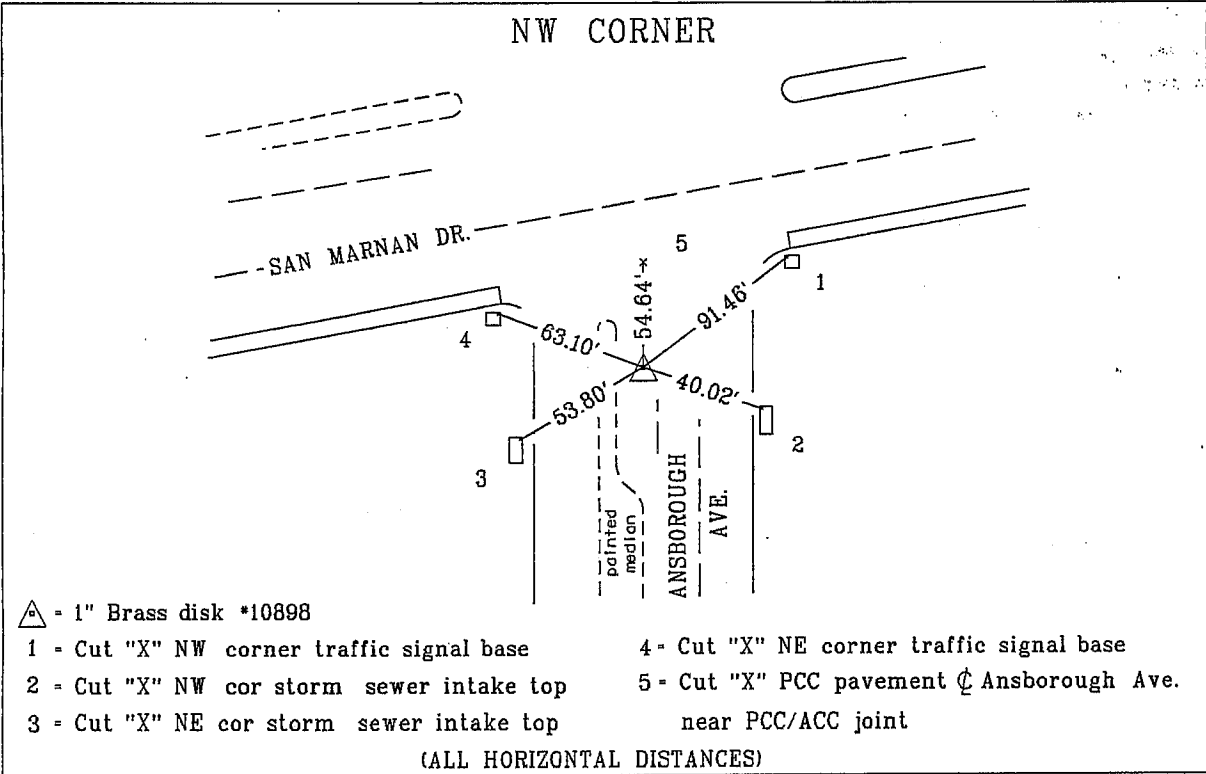 NW CORNER
SAN MARNAN DR.
5
54.64'
91.46'
1
4
63.10'
53.80'
40.02'
3
2
painted
median
ANSBOROUGH
AVE.
= 1" Brass disk *10898
1 = Cut "X" NW corner traffic signal base
2 = Cut "X" NW cor storm sewer intake top
3 = Cut "X" NE cor storm sewer intake top
4 = Cut "X" NE corner traffic signal base
5 = Cut "X" PCC pavement ℄ Ansborough Ave.
near PCC/ACC joint
(ALL HORIZONTAL DISTANCES)